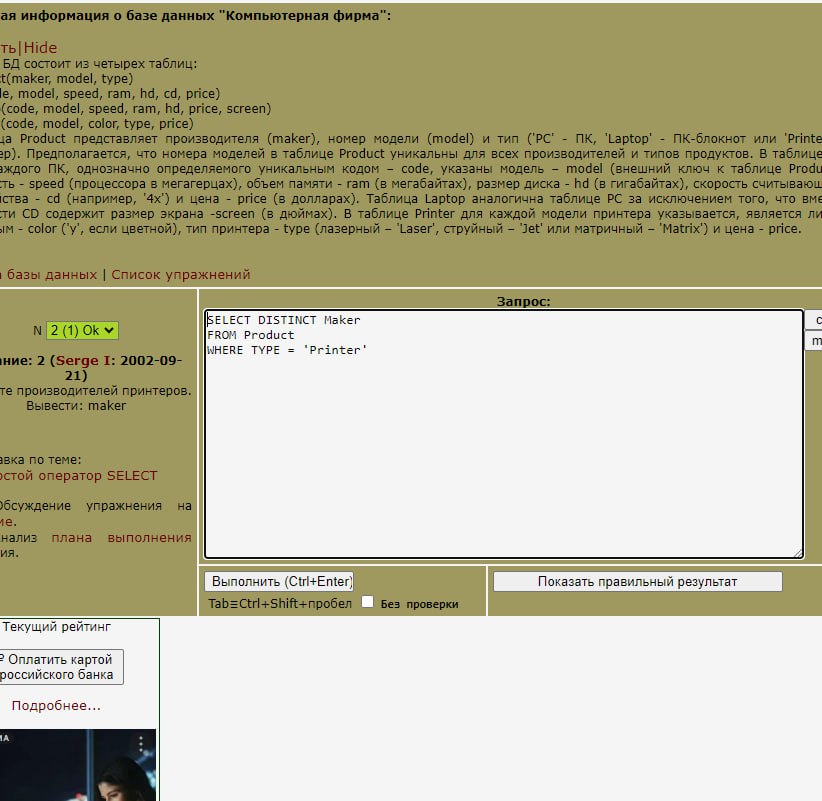 ая информация о базе данных "Компьютерная фирма":
ть|Hide
БД состоит из четырех таблиц:
ct(maker, model, type)
de, model, speed, ram, hd, cd, price)
(code, model, speed, ram, hd, price, screen)
(code, model, color, type, price)
ца Product представляет производителя (maker), номер модели (model) и тип ('PC' - ПК, 'Laptop' - ПК-блокнот или 'Printe
ер). Предполагается, что номера моделей в таблице Product уникальны для всех производителей и типов продуктов. В таблице
аждого ПК, однозначно определяемого уникальным кодом – code, указаны модель – model (внешний ключ к таблице Produ
сть - speed (процессора в мегагерцах), объем памяти - ram (в мегабайтах), размер диска - hd (в гигабайтах), скорость считывающ
йства - cd (например, '4x') и цена - price (в долларах). Таблица Laptop аналогична таблице PC за исключением того, что вме
сти CD содержит размер экрана -screen (в дюймах). В таблице Printer для каждой модели принтера указывается, является ли
ым - color ('y', если цветной), тип принтера - type (лазерный – 'Laser', струйный – 'Jet' или матричный – 'Matrix') и цена - price.
а базы данных | Список упражнений
Запрос:
N 2 (1) Ok
SELECT DISTINCT Maker
FROM Product
WHERE TYPE = 'Printer'
с
m
ание: 2 (Serge I: 2002-09-
21)
те производителей принтеров.
Вывести: maker
авка по теме:
остой оператор SELECT
Обсуждение упражнения на
ме.
Анализ плана выполнения
ия.
Выполнить (Ctrl+Enter)
Показать правильный результат
Tab≡Ctrl+Shift+пробел Без проверки
Текущий рейтинг
₽ Оплатить картой
российского банка
Подробнее...
МА